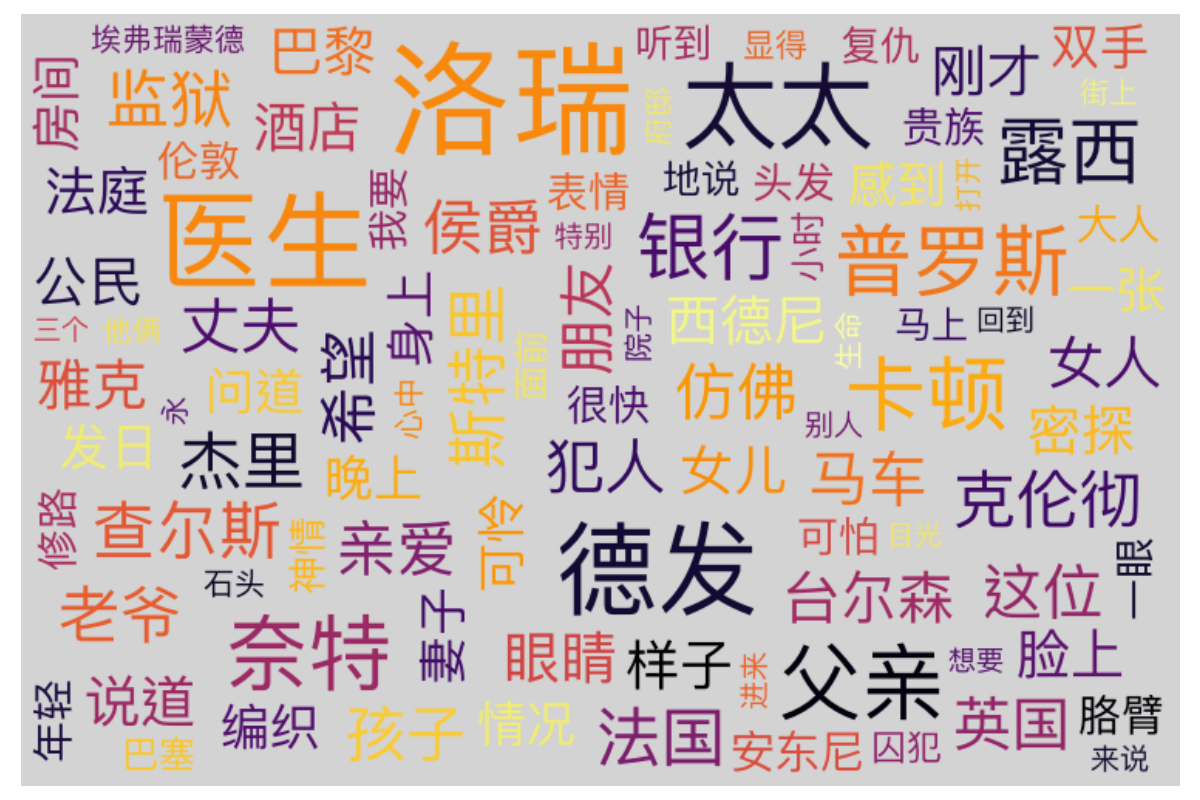 埃弗瑞蒙德
巴黎
洛瑞
听到
显得
复仇
刚才
双手
房间
监狱
酒店
府邸
太太
街上
贵族
露西
伦敦
法庭
医生
我要
侯爵
表情
特别
地说
头发
感到
打开
银行
小时
普罗斯
大人
一张
公民
三个
他俩
丈夫
希望
身上
斯特里
面前
朋友
院子
西德尼
生命
马上
回到
女人
雅克
永
问道
心中
很快
仿佛
别人
卡顿
密探
发日
杰里
晚上
犯人
女儿
马车
克伦彻
修路
查尔斯
神情
亲爱
可怜
德发
可怕
目光
一眼
石头
台尔森
这位
老爷
奈特
妻子
眼睛
样子
进来
父亲
想要
脸上
年轻
说道
巴塞
编织
孩子
情况
法国
安东尼
囚犯
英国
胳臂
来说